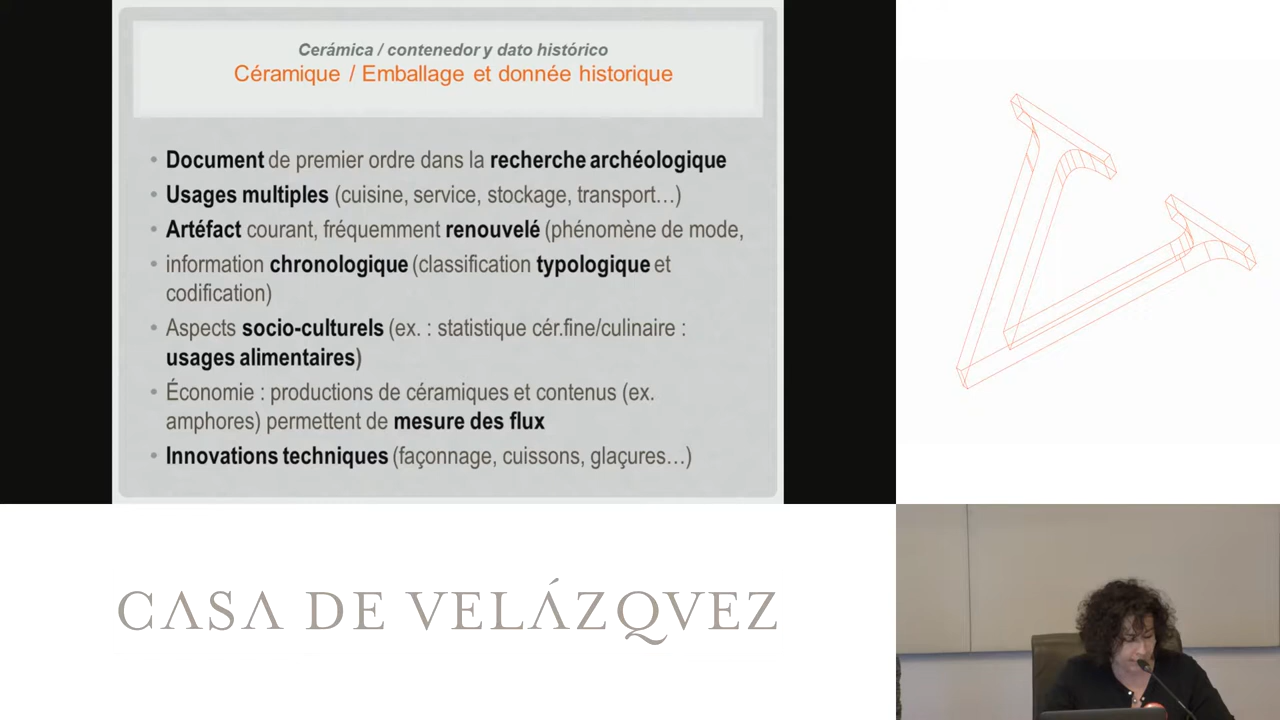 Cerámica / contenedor y dato histórico
Céramique / Emballage et donnée historique
• Document de premier ordre dans la recherche archéologique
• Usages multiples (cuisine, service, stockage, transport…)
• Artéfact courant, fréquemment renouvelé (phénomène de mode,
• information chronologique (classification typologique et
codification)
• Aspects socio-culturels (ex. : statistique cér.fine/culinaire :
usages alimentaires)
• Économie : productions de céramiques et contenus (ex.
amphores) permettent de mesure des flux
• Innovations techniques (façonnage, cuissons, glaçures…)
CASA DE VELÁZQVEZ